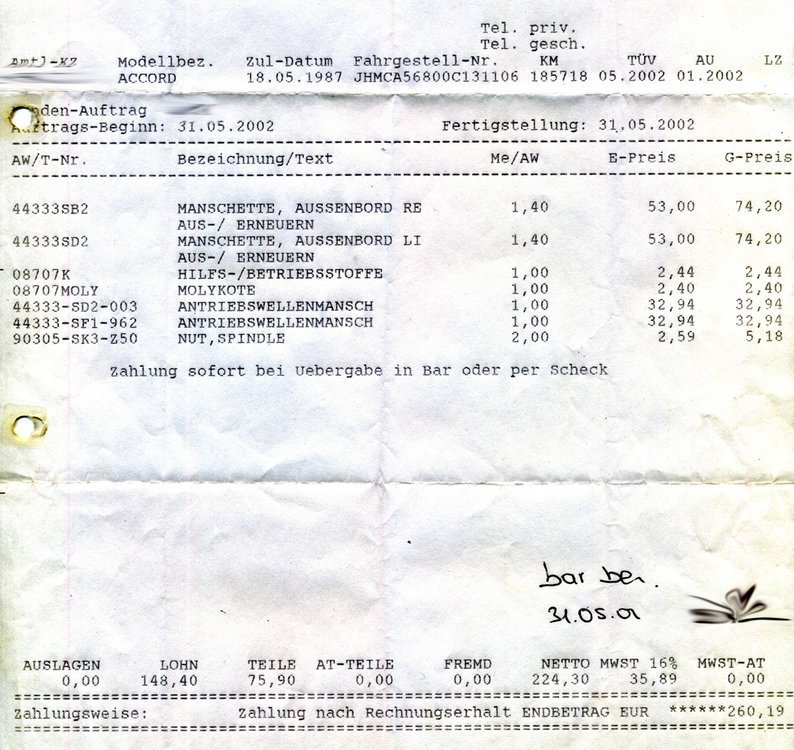 Tel. priv.
Tel. gesch.
Amtl-KZ Modellbez. Zul-Datum Fahrgestell-Nr. KM TÜV AU LZ
ACCORD 18.05.1987 JHMCA56800C131106 185718 05.2002 01.2002
nden-Auftrag
ftrags-Beginn: 31.05.2002 Fertigstellung: 31.05.2002
AW/T-Nr. Bezeichnung/Text Me/AW E-Preis G-Preis
44333SB2 MANSCHETTE, AUSSENBORD RE 1,40 53,00 74,20
AUS-/ ERNEUERN
44333SD2 MANSCHETTE, AUSSENBORD LI 1,40 53,00 74,20
AUS-/ ERNEUERN
08707K HILFS-/BETRIEBSSTOFFE 1,00 2,44 2,44
08707MOLY MOLYKOTE 1,00 2,40 2,40
44333-SD2-003 ANTRIEBSWELLENMANSCH 1,00 32,94 32,94
44333-SF1-962 ANTRIEBSWELLENMANSCH 1,00 32,94 32,94
90305-SK3-Z50 NUT,SPINDLE 2,00 2,59 5,18
Zahlung sofort bei Uebergabe in Bar oder per Scheck
bar
31.05.01
AUSLAGEN LOHN TEILE AT-TEILE FREMD NETTO MWST 16% MWST-AT
0,00 148,40 75,90 0,00 0,00 224,30 35,89 0,00
Zahlungsweise: Zahlung nach Rechnungserhalt ENDBETRAG EUR ******260,19